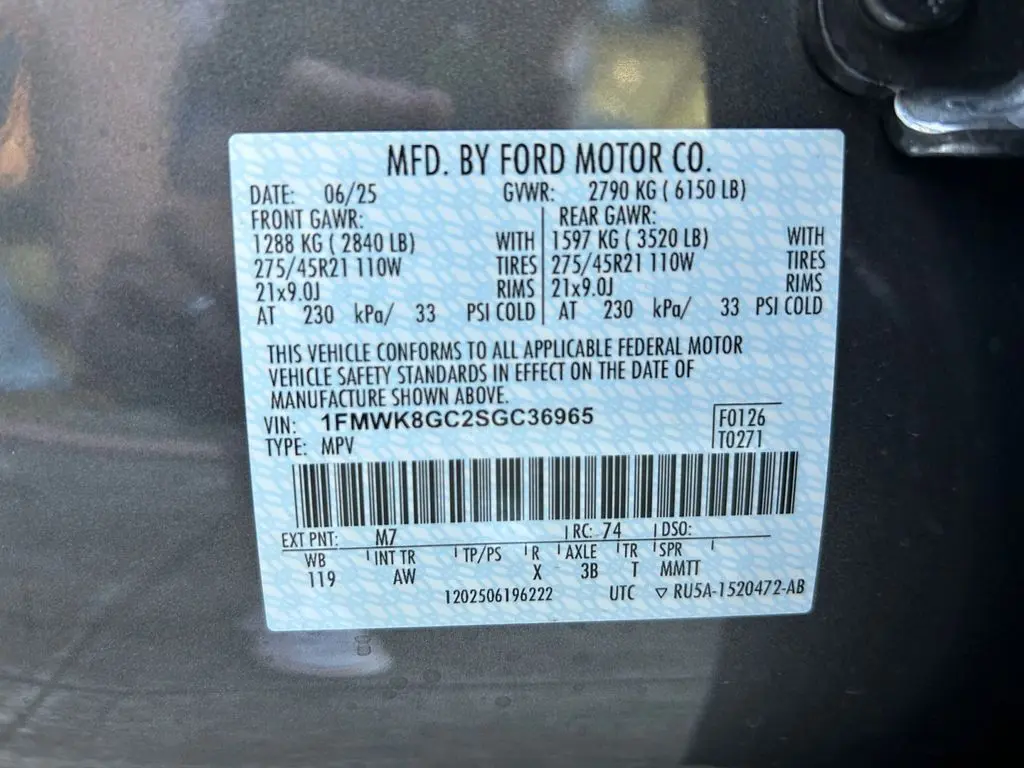 MFD. BY FORD MOTOR CO.
DATE: 06/25 GVWR: 2790 KG ( 6150 LB)
FRONT GAWR: REAR GAWR:
1288 KG ( 2840 LB) WITH 1597 KG ( 3520 LB) WITH
275/45R21 110W TIRES 275/45R21 110W TIRES
21x9.0J RIMS 21x9.0J RIMS
AT 230 kPa/ 33 PSI COLD AT 230 kPa/ 33 PSI COLD
THIS VEHICLE CONFORMS TO ALL APPLICABLE FEDERAL MOTOR
VEHICLE SAFETY STANDARDS IN EFFECT ON THE DATE OF
MANUFACTURE SHOWN ABOVE.
VIN: 1FMWK8GC2SGC36965 F0126
TYPE: MPV T0271
EXT PNT: M7 RC: 74 DSO:
WB INT TR TP/PS R AXLE TR SPR
119 AW X 3B T MMTT
1202506196222 UTC ▽ RU5A-1520472-AB